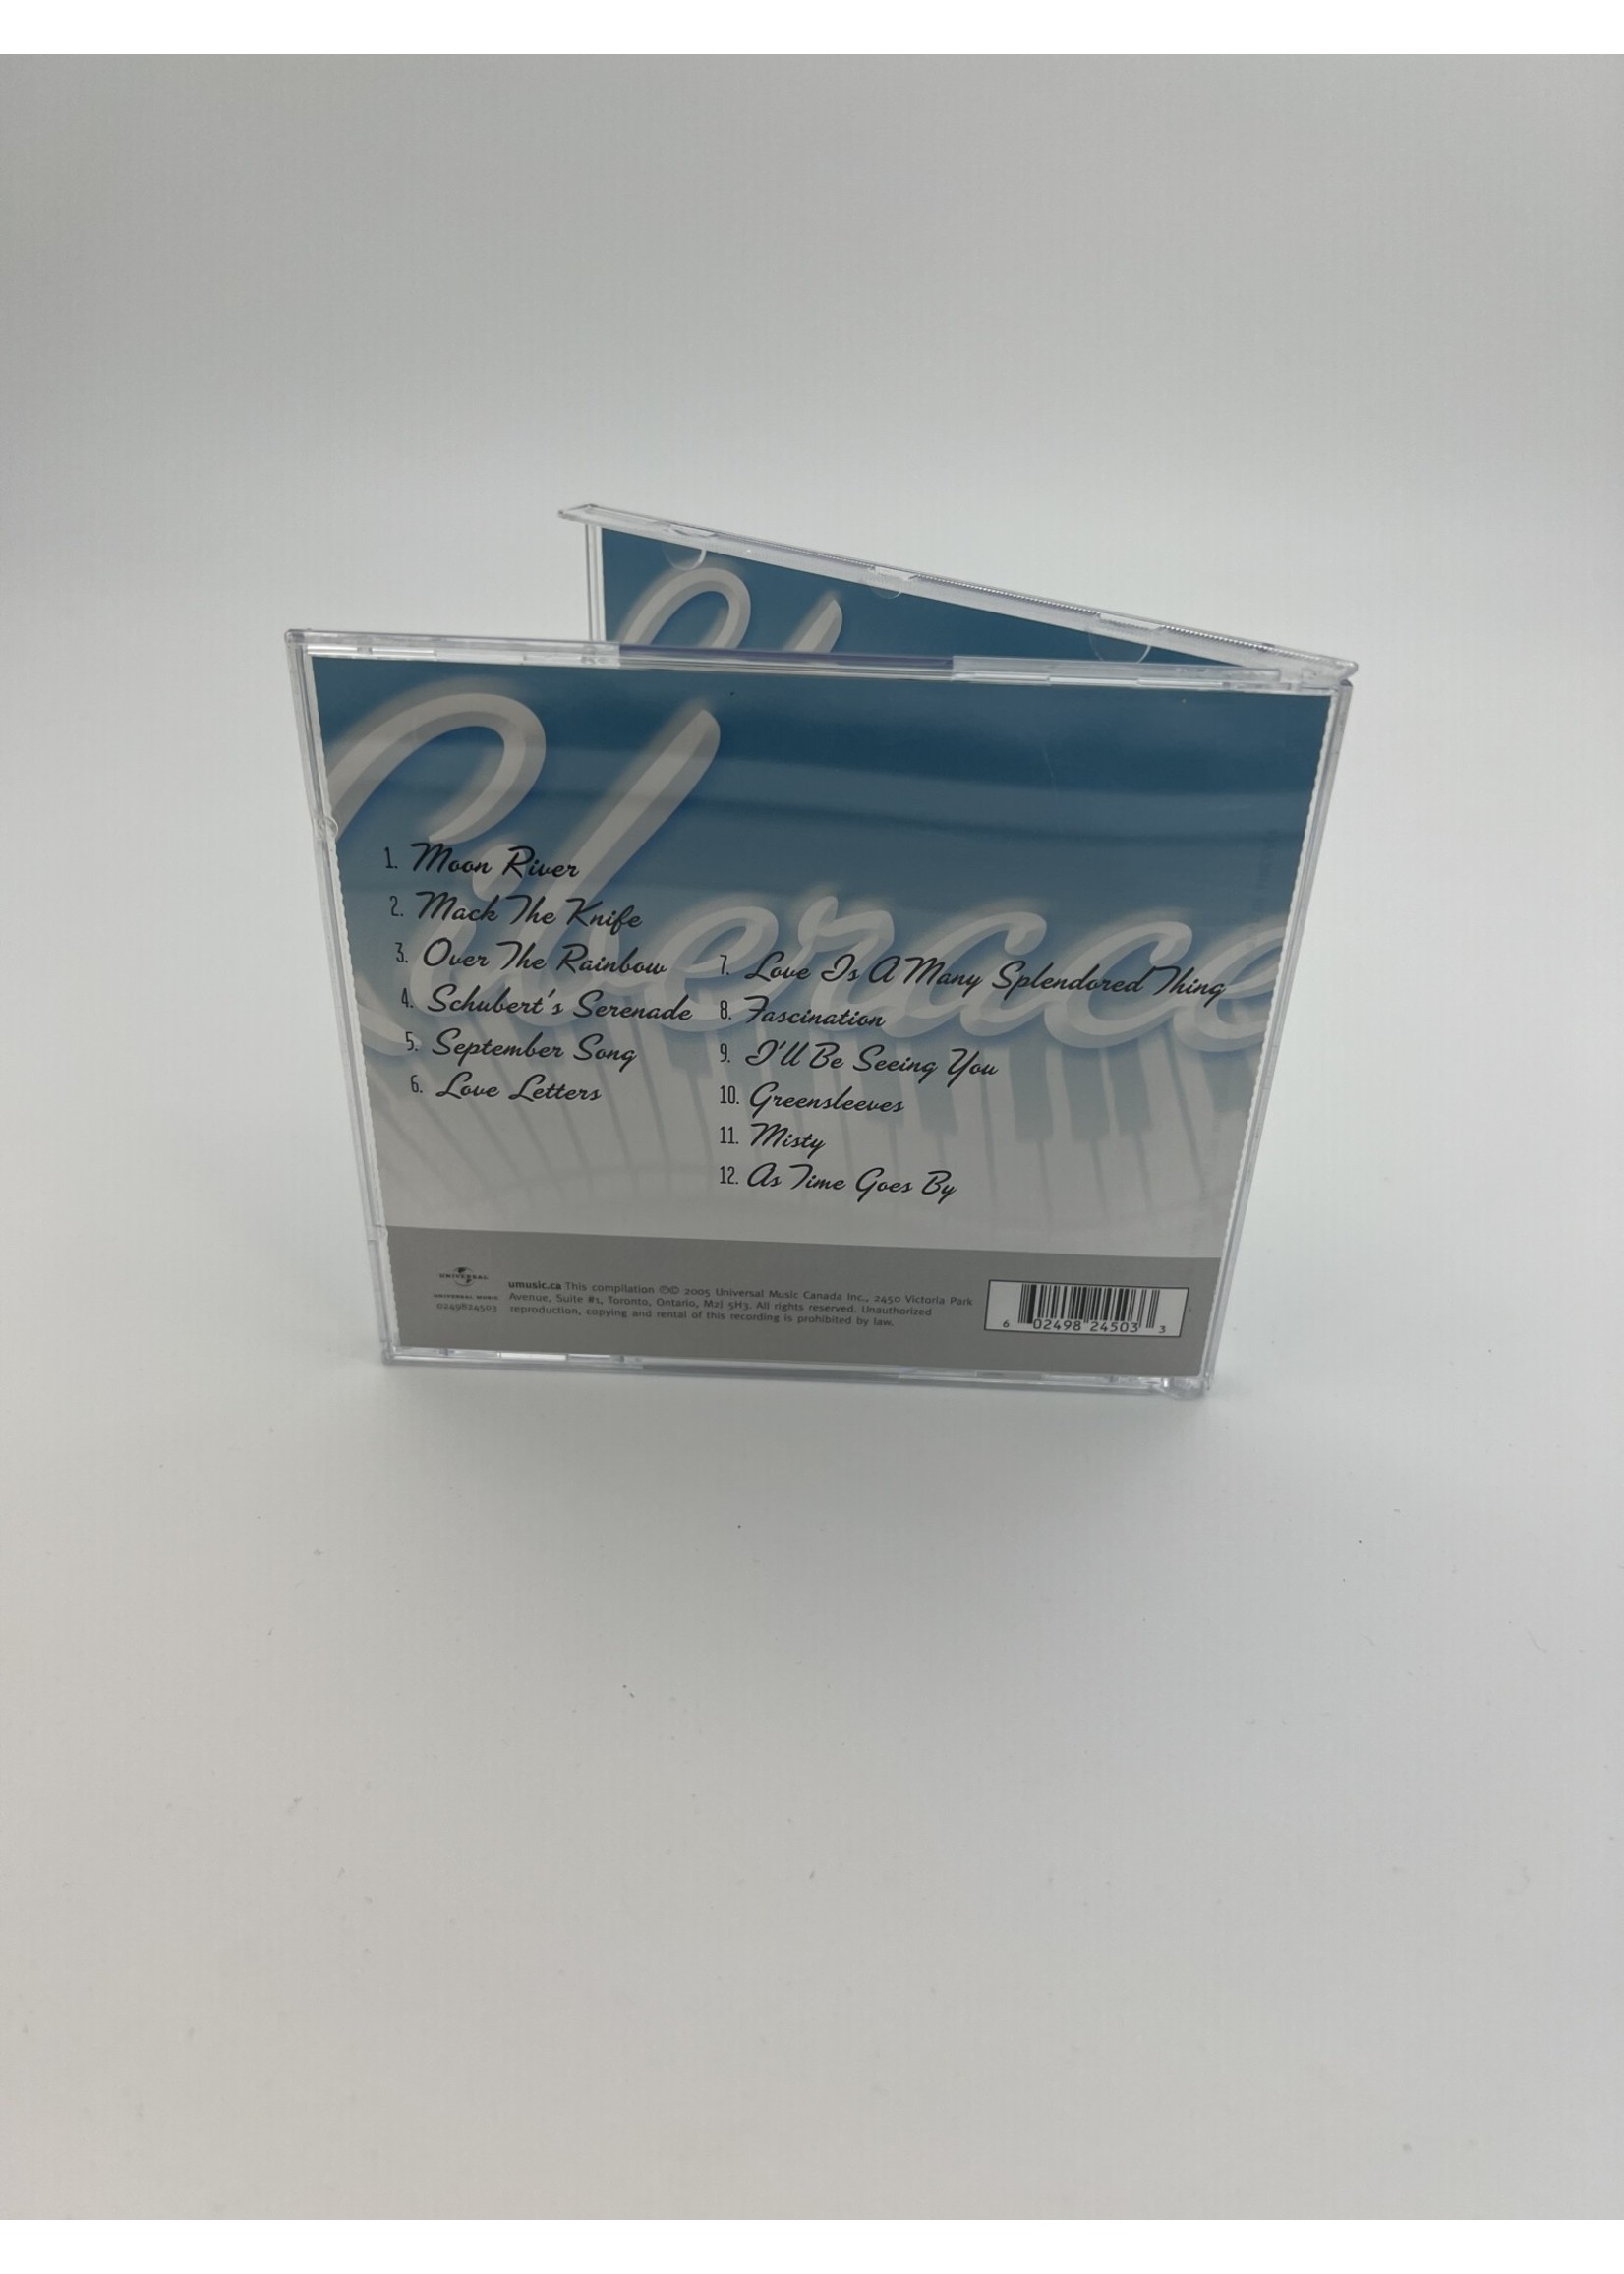 Liberace
1. Moon River
2. Mack The Knife
3. Over The Rainbow
4. Schubert's Serenade
5. September Song
6. Love Letters
7. Love Is A Many Splendored Thing
8. Fascination
9. I'll Be Seeing You
10. Greensleeves
11. Misty
12. As Time Goes By
UNIVERSAL
UNIVERSAL MUSIC
0249824503
umusic.ca This compilation ℗© 2005 Universal Music Canada Inc., 2450 Victoria Park
Avenue, Suite #1, Toronto, Ontario, M2J 5H3. All rights reserved. Unauthorized
reproduction, copying and rental of this recording is prohibited by law.
6 02498 24503 3